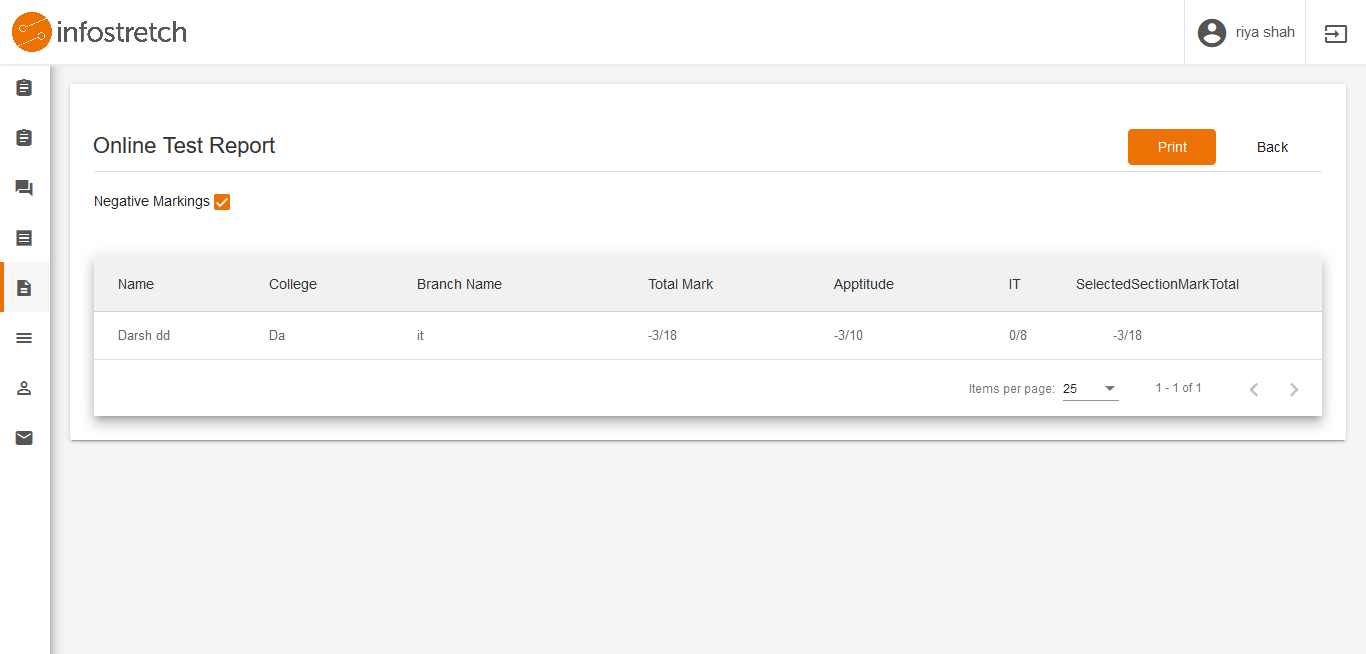 infostretch
riya shah
Online Test Report
Print
Back
Negative Markings
Name College Branch Name Total Mark Apptitude IT SelectedSectionMarkTotal
Darsh dd Da it -3/18 -3/10 0/8 -3/18
Items per page: 25 1 - 1 of 1